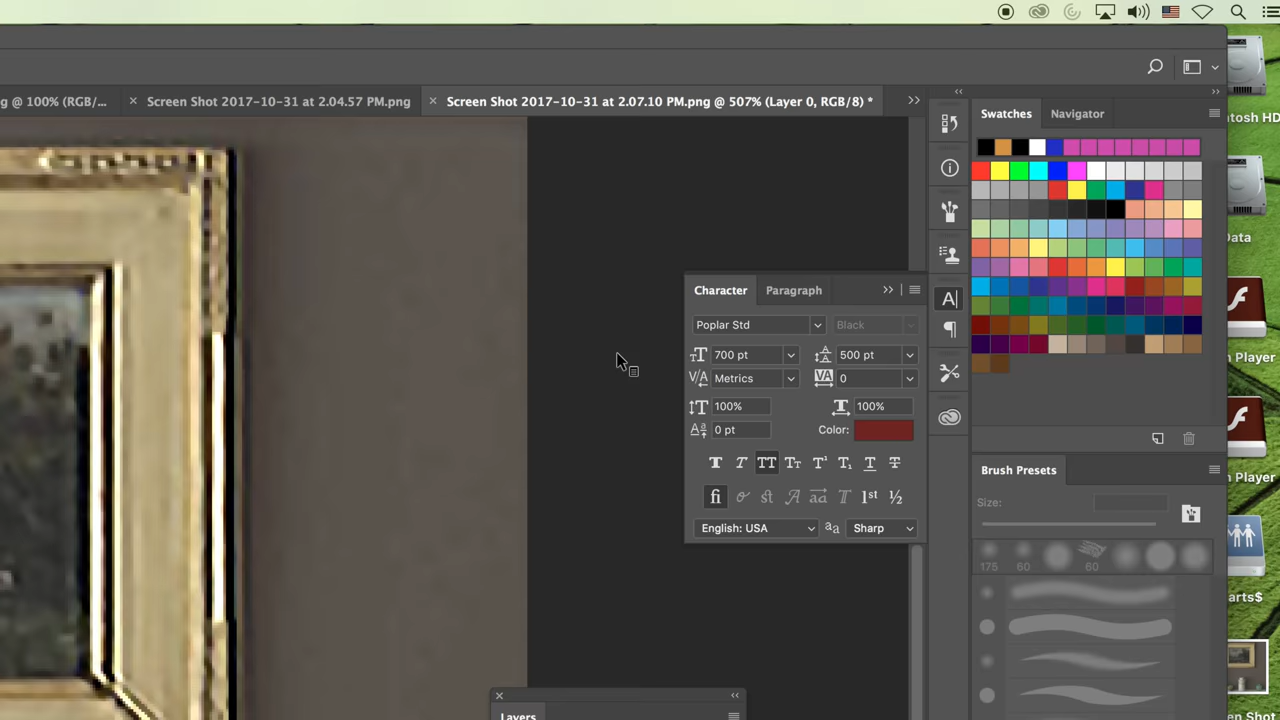 g @ 100% (RGB/...
Screen Shot 2017-10-31 at 2.04.57 PM.png
Screen Shot 2017-10-31 at 2.07.10 PM.png @ 507% (Layer 0, RGB/8) *
Swatches
Navigator
tosh HD
Data
Character
Paragraph
Poplar Std
Black
700 pt
500 pt
Metrics
0
100%
100%
0 pt
Color:
English: USA
Sharp
n Player
n Player
Brush Presets
Size:
175
60
60
arts$
Layers
en Shot